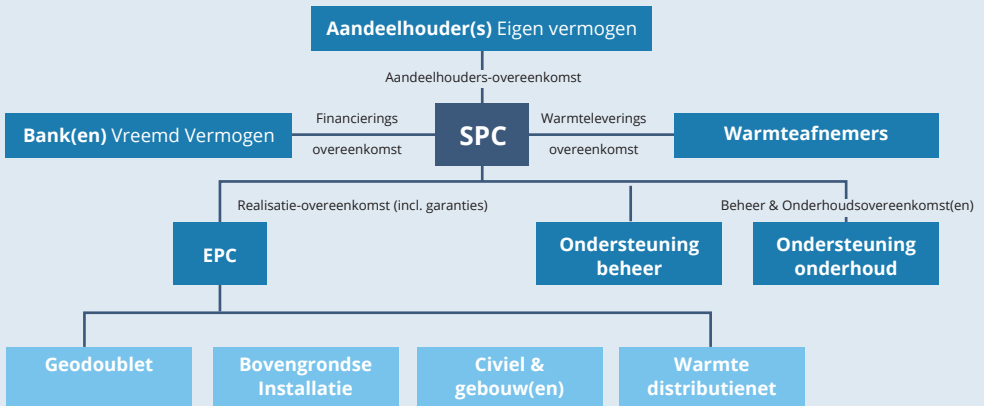 Aandeelhouder(s) Eigen vermogen
Aandeelhouders-overeenkomst
Bank(en) Vreemd Vermogen
Financierings
overeenkomst
SPC
Warmteleverings
overeenkomst
Warmteafnemers
Realisatie-overeenkomst (incl. garanties)
Beheer & Onderhoudsovereenkomst(en)
EPC
Ondersteuning
beheer
Ondersteuning
onderhoud
Geodoublet
Bovengrondse
Installatie
Civiel &
gebouw(en)
Warmte
distributienet